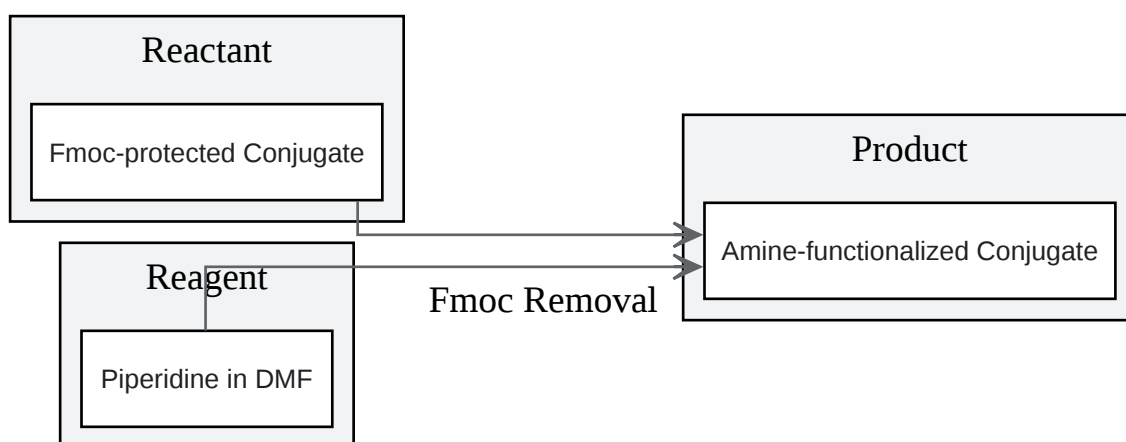 Reactant
Fmoc-protected Conjugate
Product
Amine-functionalized Conjugate
Reagent
Fmoc Removal
Piperidine in DMF